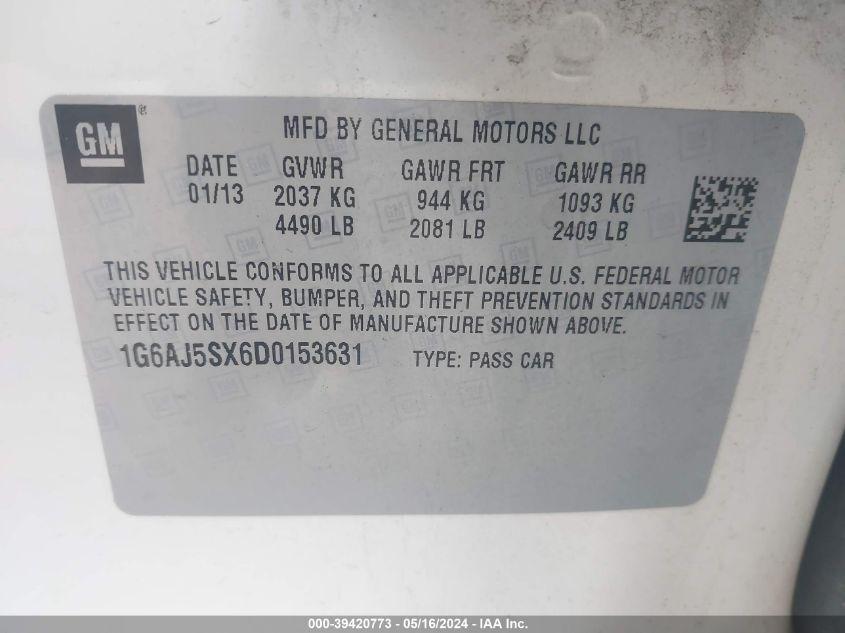 GM ®
MFD BY GENERAL MOTORS LLC
DATE GVWR GAWR FRT GAWR RR
01/13 2037 KG 944 KG 1093 KG
4490 LB 2081 LB 2409 LB
THIS VEHICLE CONFORMS TO ALL APPLICABLE U.S. FEDERAL MOTOR
VEHICLE SAFETY, BUMPER, AND THEFT PREVENTION STANDARDS IN
EFFECT ON THE DATE OF MANUFACTURE SHOWN ABOVE.
1G6AJ5SX6D0153631 TYPE: PASS CAR
000-39420773 - 05/16/2024 - IAA Inc.